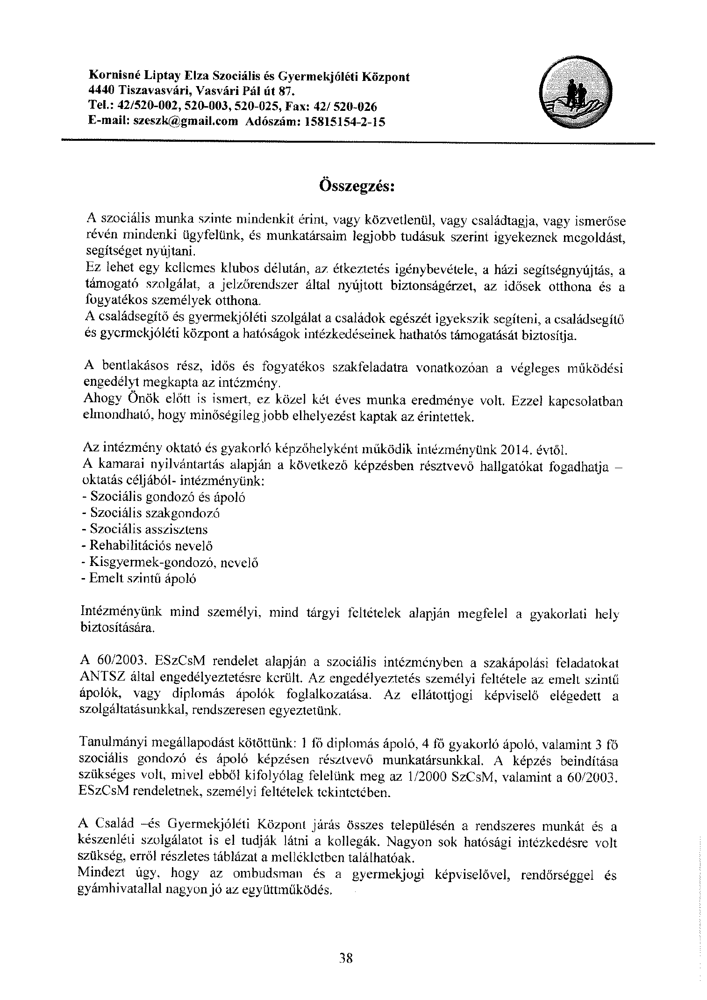 Kornisné Liptay Elza Szociális és Gyermekjóléti Központ
4440 Tiszavasvári, Vasvári Pál út 87.
Tel.: 42/520-002, 520-003, 520-025, Fax: 42/ 520-026
E-mail: szeszk@gmail.com Adószám: 15815154-2-15
Összegzés:
A szociális munka szinte mindenkit érint, vagy közvetlenül, vagy családtagja, vagy ismerőse
révén mindenki ügyfelünk, és munkatársaim legjobb tudásuk szerint igyekeznek megoldást,
segítséget nyújtani.
Ez lehet egy kellemes klubos délután, az étkeztetés igénybevétele, a házi segítségnyújtás, a
támogató szolgálat, a jelzőrendszer által nyújtott biztonságérzet, az idősek otthona és a
fogyatékos személyek otthona.
A családsegítő és gyermekjóléti szolgálat a családok egészét igyekszik segíteni, a családsegítő
és gyermekjóléti központ a hatóságok intézkedéseinek hathatós támogatását biztosítja.
A bentlakásos rész, idős és fogyatékos szakfeladatra vonatkozóan a végleges működési
engedélyt megkapta az intézmény.
Ahogy Önök előtt is ismert, ez közel két éves munka eredménye volt. Ezzel kapcsolatban
elmondható, hogy minőségileg jobb elhelyezést kaptak az érintettek.
Az intézmény oktató és gyakorló képzőhelyként működik intézményünk 2014. évtől.
A kamarai nyilvántartás alapján a következő képzésben résztvevő hallgatókat fogadhatja –
oktatás céljából- intézményünk:
- Szociális gondozó és ápoló
- Szociális szakgondozó
- Szociális asszisztens
- Rehabilitációs nevelő
- Kisgyermek-gondozó, nevelő
- Emelt szintű ápoló
Intézményünk mind személyi, mind tárgyi feltételek alapján megfelel a gyakorlati hely
biztosítására.
A 60/2003. ESzCsM rendelet alapján a szociális intézményben a szakápolási feladatokat
ANTSZ által engedélyeztetésre került. Az engedélyeztetés személyi feltétele az emelt szintű
ápolók, vagy diplomás ápolók foglalkozatása. Az ellátottjogi képviselő elégedett a
szolgáltatásunkkal, rendszeresen egyeztetünk.
Tanulmányi megállapodást kötöttünk: 1 fő diplomás ápoló, 4 fő gyakorló ápoló, valamint 3 fő
szociális gondozó és ápoló képzésen résztvevő munkatársunkkal. A képzés beindítása
szükséges volt, mivel ebből kifolyólag felelünk meg az 1/2000 SzCsM, valamint a 60/2003.
ESzCsM rendeletnek, személyi feltételek tekintetében.
A Család –és Gyermekjóléti Központ járás összes településén a rendszeres munkát és a
készenléti szolgálatot is el tudják látni a kollegák. Nagyon sok hatósági intézkedésre volt
szükség, erről részletes táblázat a mellékletben találhatóak.
Mindezt úgy, hogy az ombudsman és a gyermekjogi képviselővel, rendőrséggel és
gyámhivatallal nagyon jó az együttműködés.
38